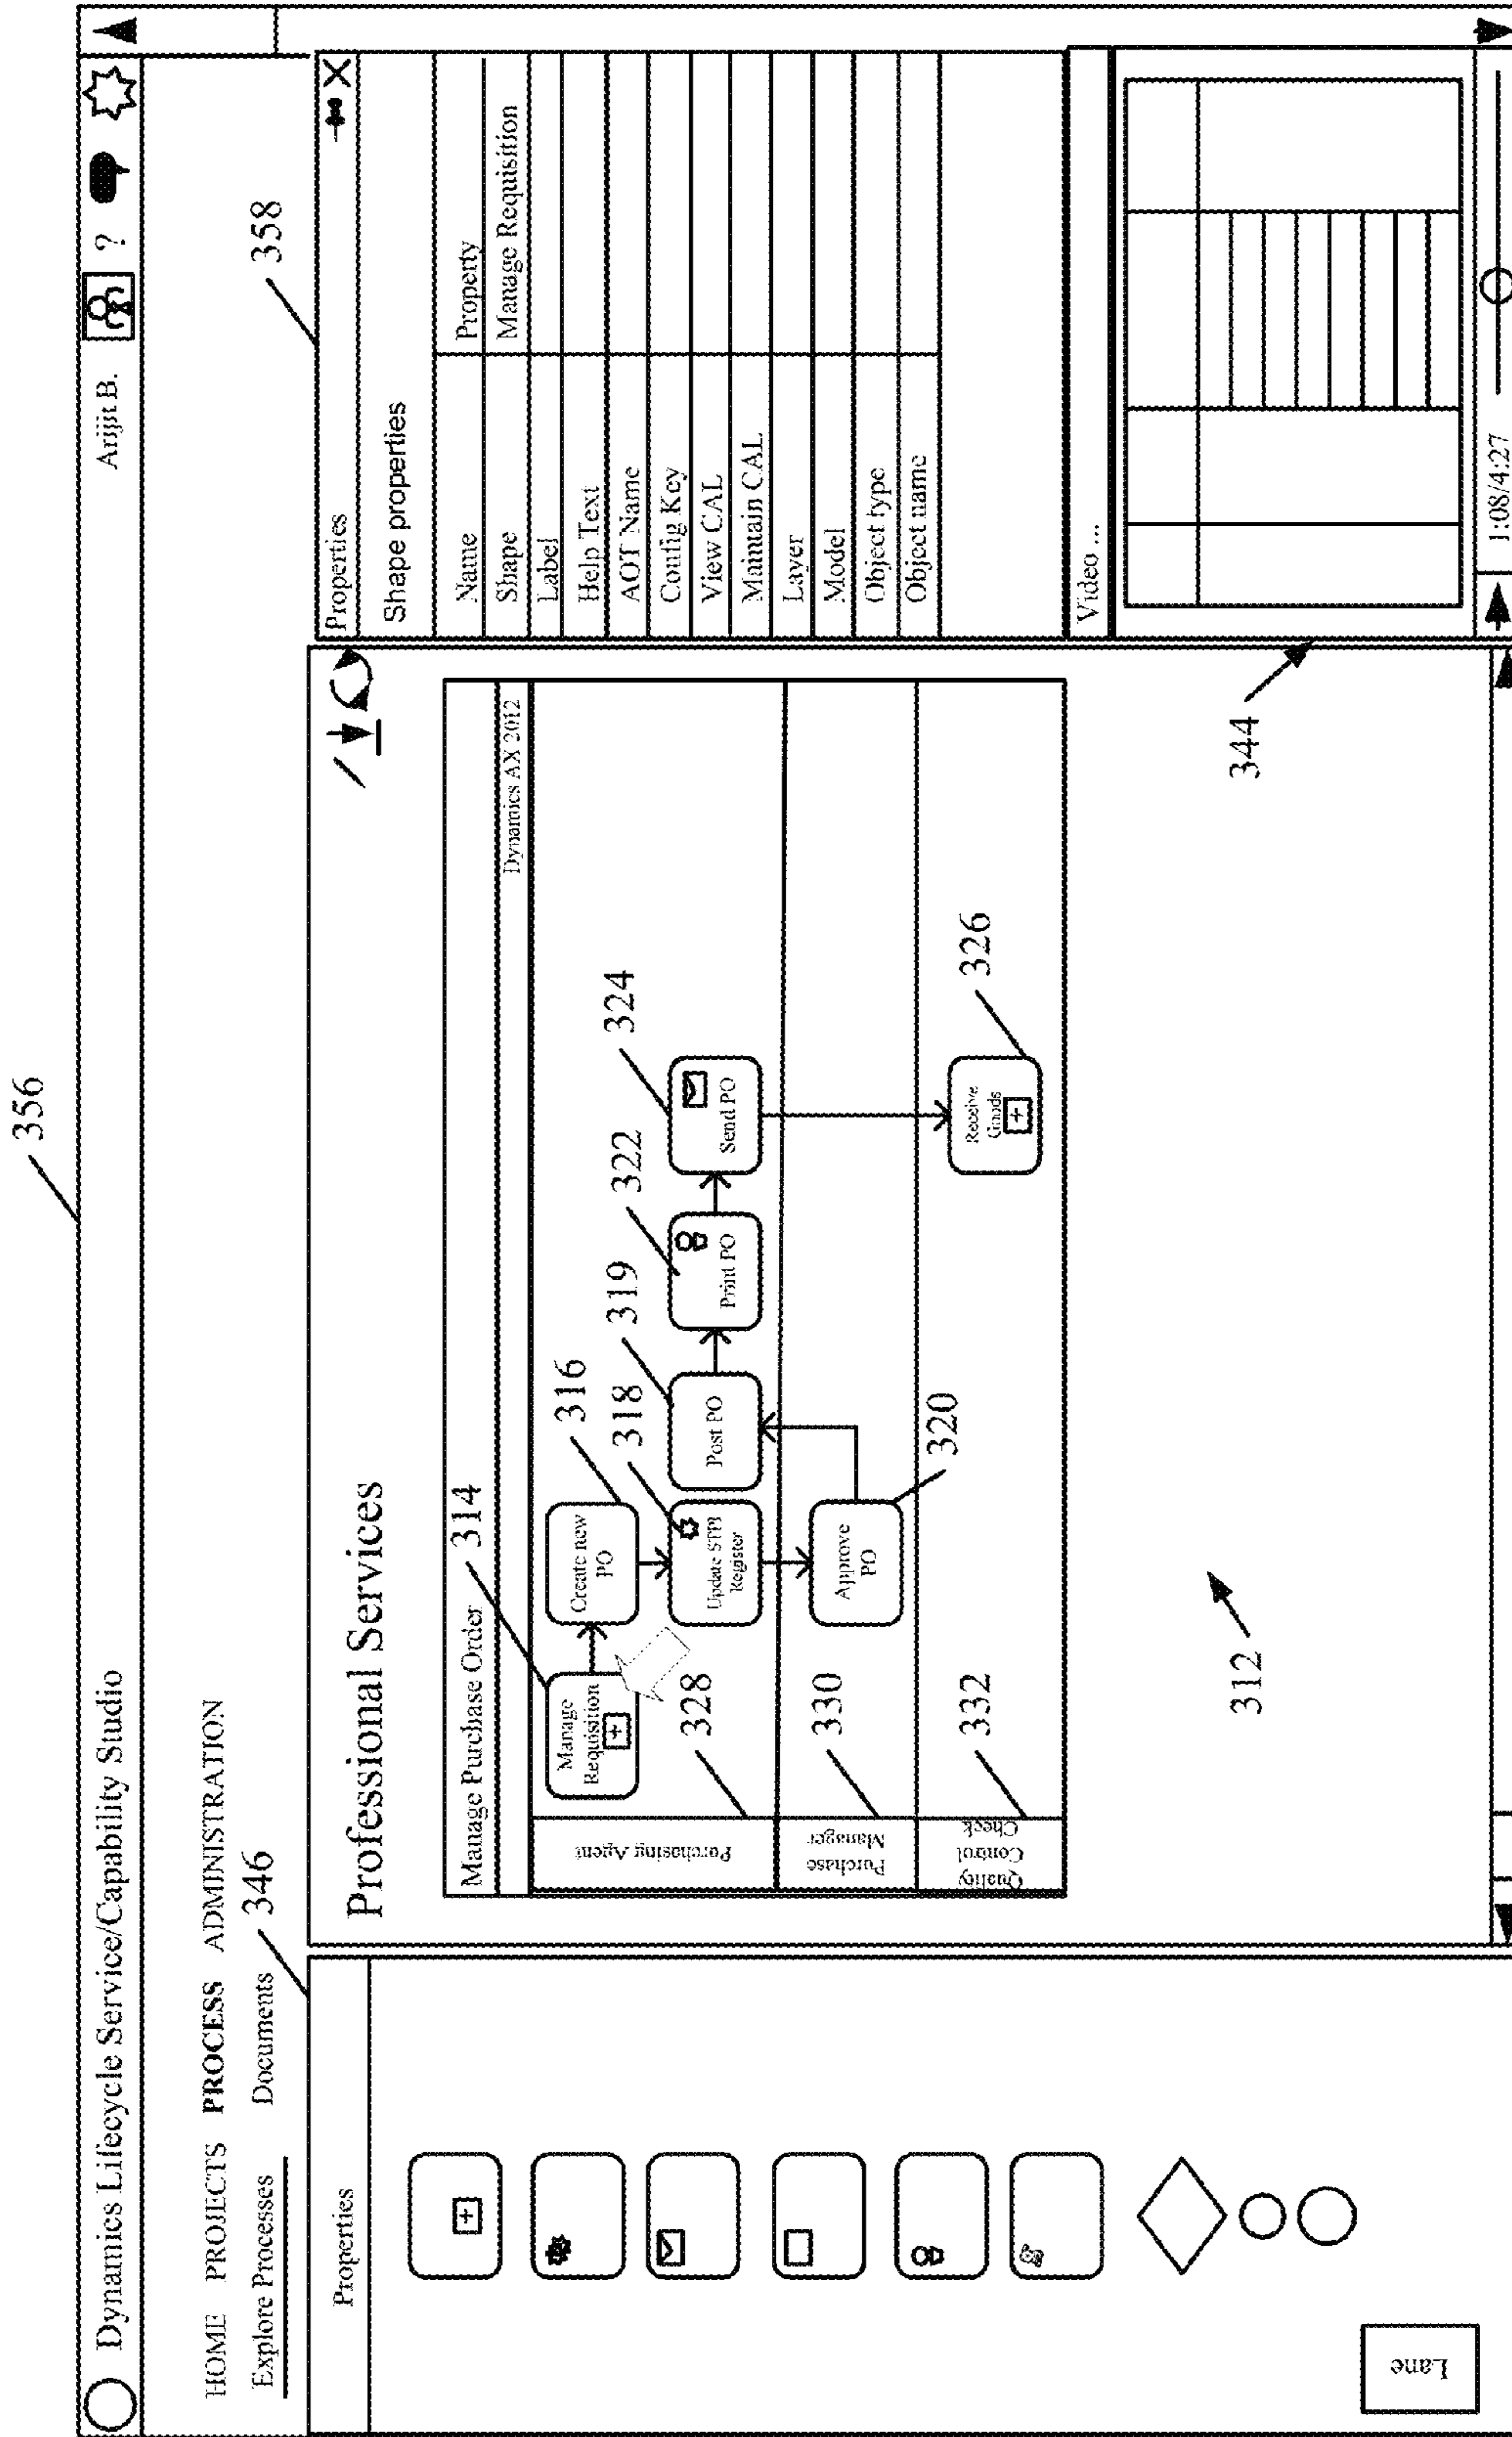 356
Dynamics Lifecycle Service/Capability Studio
Arijit B.
?
HOME PROJECTS PROCESS ADMINISTRATION
Explore Processes Documents
346
358
Properties
Lane
Professional Services
Manage Purchase Order
314
Dynamics AX 2012
Purchasing Agent
Manage
Requisition
+
Create new
PO
316
Update STPI
Register
318
Post PO
319
Print PO
322
Send PO
324
328
Purchase
Manager
330
Approve
PO
320
Quality
Control
Check
332
Receive
Goods
+
326
312
344
Properties
X
Shape properties
Name Property
Shape Manage Requisition
Label
Help Text
AOT Name
Config Key
View CAL
Maintain CAL
Layer
Model
Object type
Object name
Video ...
1:08/4:27